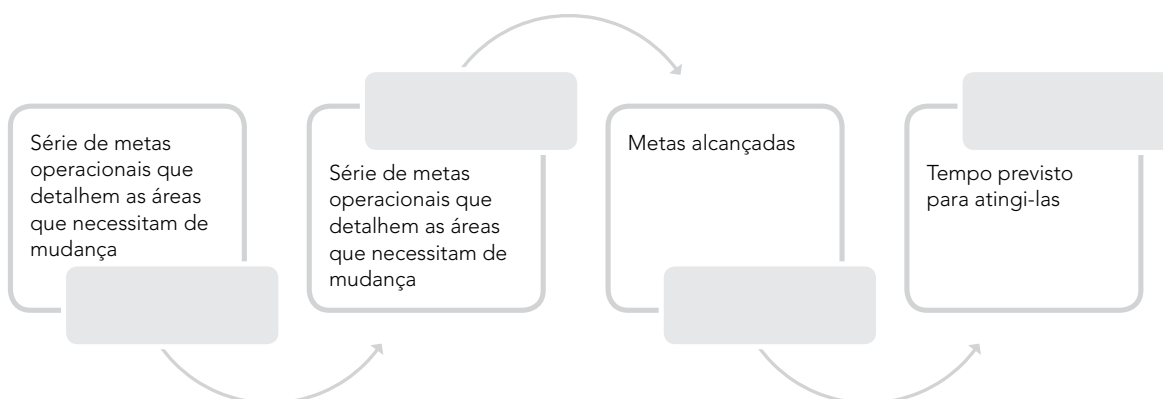 Série de metas
operacionais que
detalhem as áreas
que necessitam de
mudança
Série de metas
operacionais que
detalhem as áreas
que necessitam de
mudança
Metas alcançadas
Tempo previsto
para atingi-las